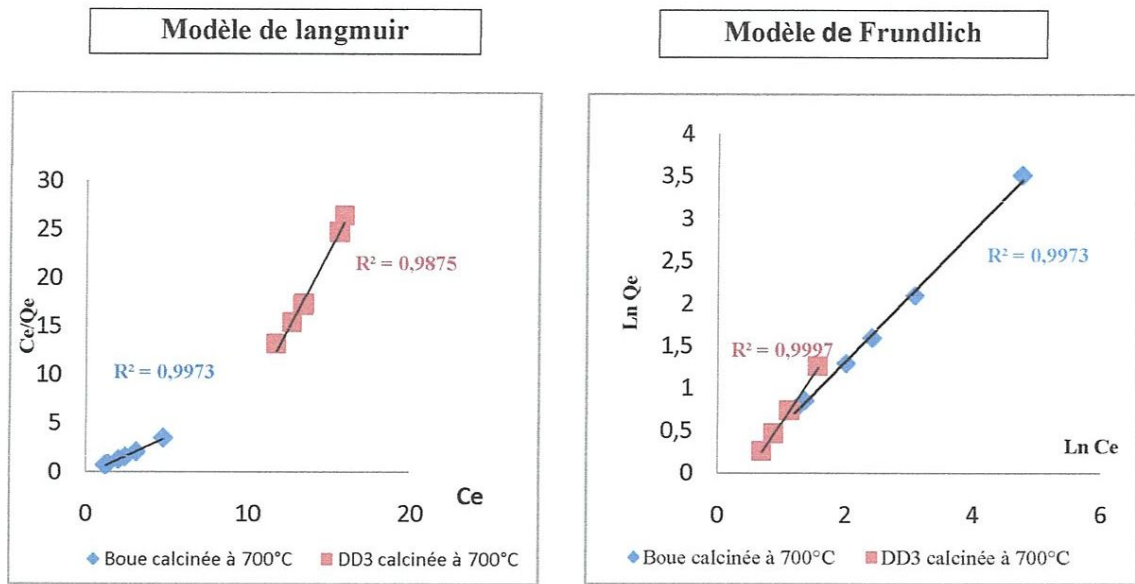 Modèle de langmuir
Ce/Qe
30
25
20
15
10
5
0
R² = 0,9875
R² = 0,9973
0
10
20
Ce
Boue calcinée à 700°C
DD3 calcinée à 700°C
Modèle de Frundlich
Ln Qe
4
3,5
3
2,5
2
1,5
1
0,5
0
R² = 0,9973
R² = 0,9997
Ln Ce
0
2
4
6
Boue calcinée à 700°C
DD3 calcinée à 700°C